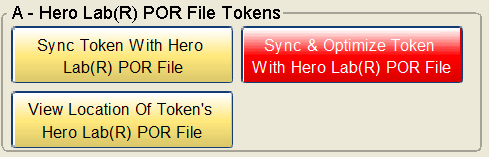 A - Hero Lab(R) POR File Tokens
Sync Token With Hero
Lab(R) POR File
Sync & Optimize Token
With Hero Lab(R) POR File
View Location Of Token's
Hero Lab(R) POR File